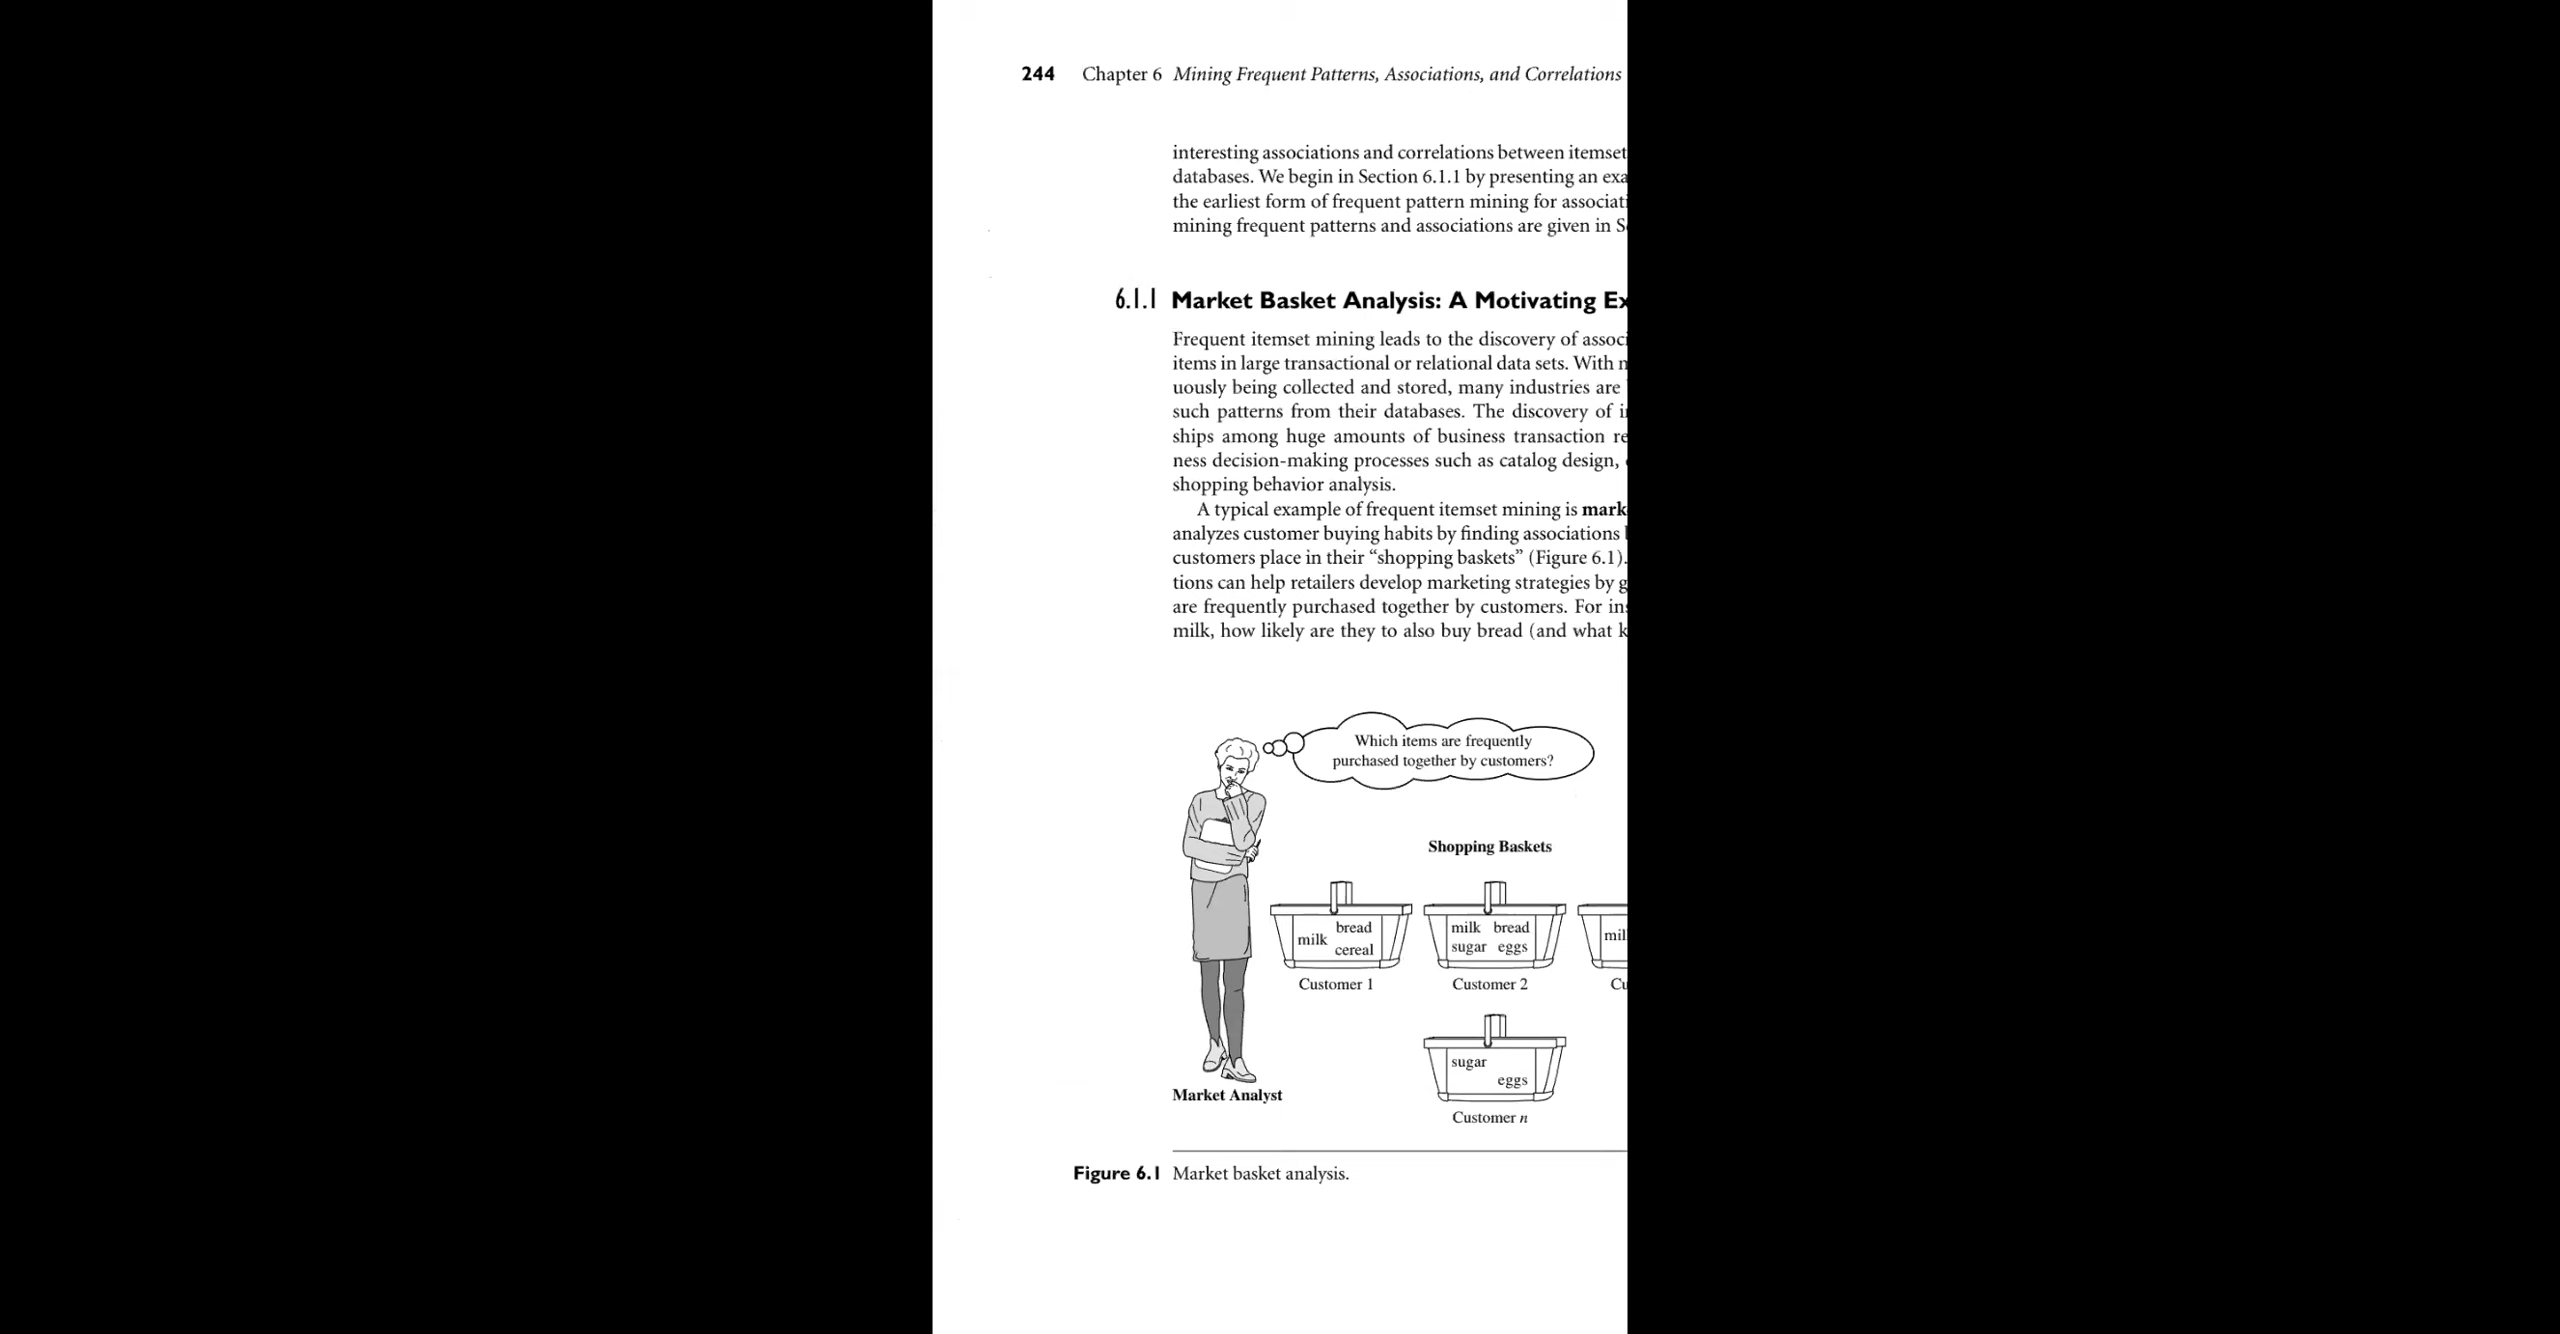 244 Chapter 6 Mining Frequent Patterns, Associations, and Correlations
interesting associations and correlations between itemset
databases. We begin in Section 6.1.1 by presenting an
the earliest form of frequent pattern mining for
mining frequent patterns and associations are given in
6.1.1 Market Basket Analysis: A Motivating
Frequent itemset mining leads to the discovery of
items in large transactional or relational data sets. With
uously being collected and stored, many industries are
such patterns from their databases. The discovery of
ships among huge amounts of business transaction
ness decision-making processes such as catalog design,
shopping behavior analysis.
A typical example of frequent itemset mining is mark
analyzes customer buying habits by finding associations
customers place in their “shopping baskets” (Figure 6.1).
tions can help retailers develop marketing strategies by
are frequently purchased together by customers. For
milk, how likely are they to also buy bread (and what
Which items are frequently
purchased together by customers?
Shopping Baskets
milk bread
cereal
Customer 1
milk bread
sugar eggs
Customer 2
sugar
eggs
Customer n
Market Analyst
Figure 6.1 Market basket analysis.